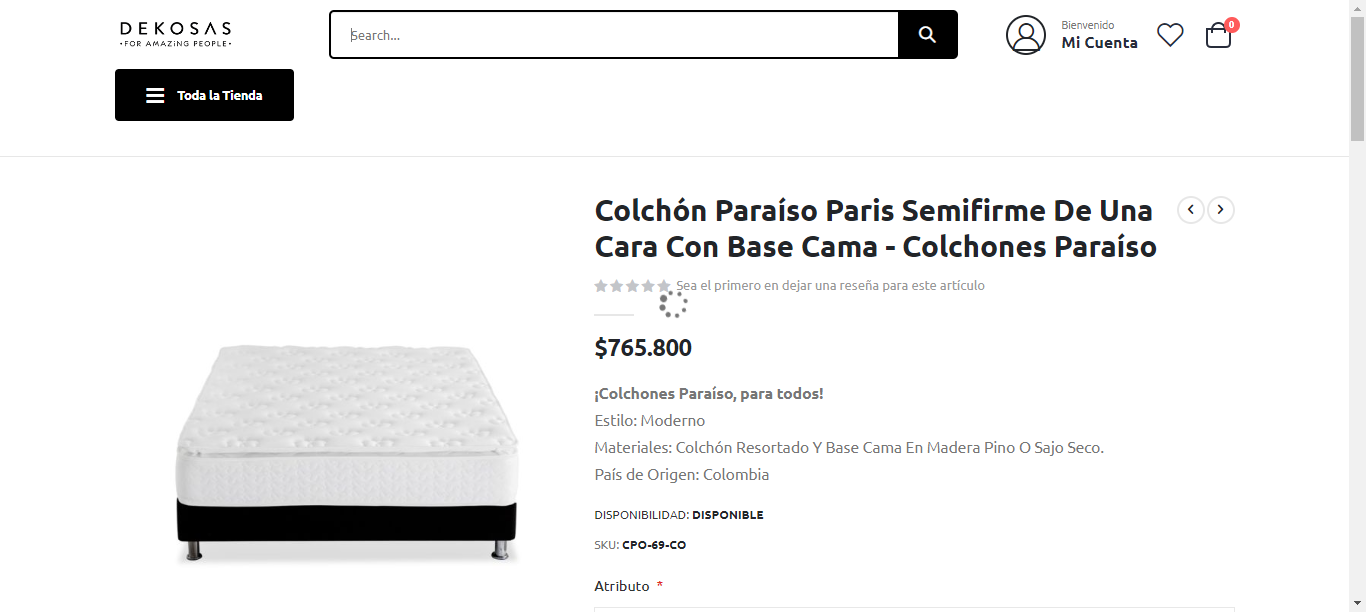 DEKOSAS
•FOR AMAZING PEOPLE•
Search...
Bienvenido
Mi Cuenta
0
Toda la Tienda
Colchón Paraíso Paris Semifirme De Una
Cara Con Base Cama - Colchones Paraíso
Sea el primero en dejar una reseña para este artículo
$765.800
¡Colchones Paraíso, para todos!
Estilo: Moderno
Materiales: Colchón Resortado Y Base Cama En Madera Pino O Sajo Seco.
País de Origen: Colombia
DISPONIBILIDAD: DISPONIBLE
SKU: CPO-69-CO
Atributo *